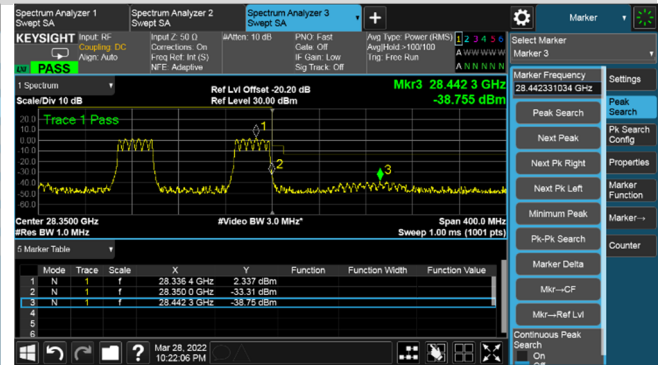 Spectrum Analyzer 1
Swept SA
Spectrum Analyzer 2
Swept SA
Spectrum Analyzer 3
Swept SA
Marker
KEYSIGHT
Input: RF
Coupling: DC
Align: Auto
Input Z: 50 Ω
Corrections: On
Freq Ref: Int (S)
NFE: Adaptive
#Atten: 10 dB
PNO: Fast
Gate: Off
IF Gain: Low
Sig Track: Off
Avg Type: Power (RMS)
Avg|Hold:>100/100
Trig: Free Run
1 2 3 4 5 6
A W W W W W
A N N N N N
PASS
Select Marker
Marker 3
1 Spectrum
Scale/Div 10 dB
Ref Lvl Offset -20.20 dB
Ref Level 30.00 dBm
Mkr3 28.442 3 GHz
-38.755 dBm
Trace 1 Pass
20.0
10.0
0.00
-10.0
-20.0
-30.0
-40.0
-50.0
-60.0
1
2
3
Center 28.3500 GHz
#Res BW 1.0 MHz
#Video BW 3.0 MHz*
Span 400.0 MHz
Sweep 1.00 ms (1001 pts)
5 Marker Table
Mode Trace Scale X Y Function Function Width Function Value
1 N 1 f 28.336 4 GHz 2.337 dBm
2 N 1 f 28.350 0 GHz -33.31 dBm
3 N 1 f 28.442 3 GHz -38.75 dBm
4
5
6
Mar 28, 2022
10:22:06 PM
Marker Frequency
28.442331034 GHz
Peak Search
Next Peak
Next Pk Right
Next Pk Left
Minimum Peak
Pk-Pk Search
Marker Delta
Mkr→CF
Mkr→Ref Lvl
Continuous Peak
Search
On
Off
Settings
Peak
Search
Pk Search
Config
Properties
Marker
Function
Marker→
Counter